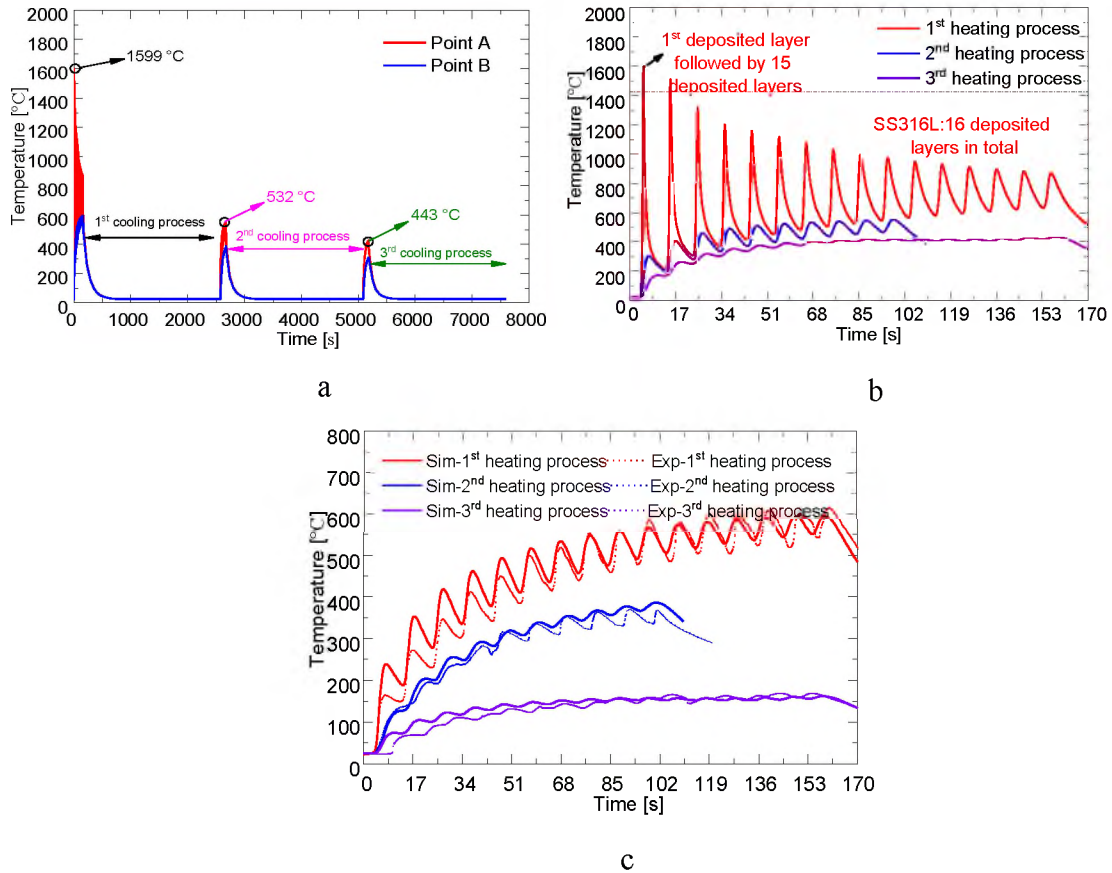 2000
1800
1600
1400
1200
1000
800
600
400
200
0
Temperature [°C]
1599 °C
Point A
Point B
532 °C
443 °C
1st cooling process
2nd cooling process
3rd cooling process
0 1000 2000 3000 4000 5000 6000 7000 8000
Time [s]
a
2000
1800
1600
1400
1200
1000
800
600
400
200
0
Temperature [°C]
1st deposited layer
followed by 15
deposited layers
1st heating process
2nd heating process
3rd heating process
SS316L:16 deposited
layers in total
0 17 34 51 68 85 102 119 136 153 170
Time [s]
b
800
700
600
500
400
300
200
100
0
Temperature [°C]
Sim-1st heating process Exp-1st heating process
Sim-2nd heating process Exp-2nd heating process
Sim-3rd heating process Exp-3rd heating process
0 17 34 51 68 85 102 119 136 153 170
Time [s]
c